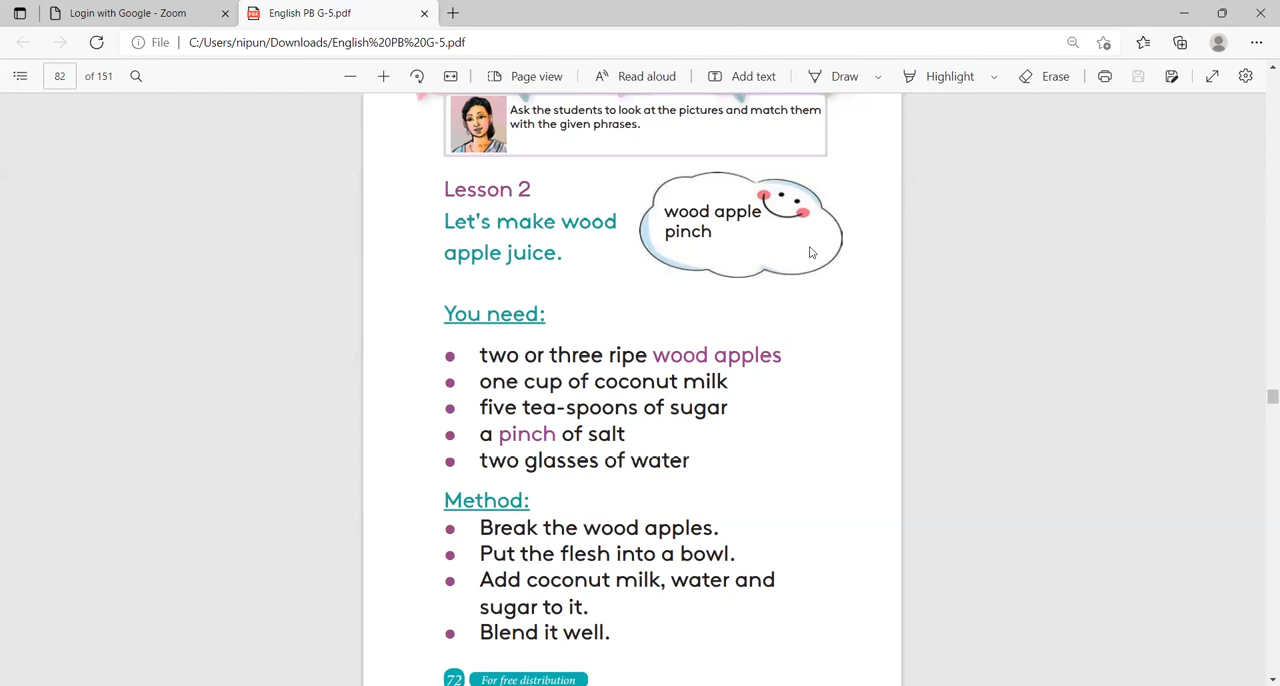 Login with Google - Zoom
English PB G-5.pdf
File
C:/Users/nipun/Downloads/English%20PB%20G-5.pdf
82 of 151
Page view
Read aloud
Add text
Draw
Highlight
Erase
Ask the students to look at the pictures and match them
with the given phrases.
Lesson 2
Let's make wood
apple juice.
wood apple
pinch
You need:
two or three ripe wood apples
one cup of coconut milk
five tea-spoons of sugar
a pinch of salt
two glasses of water
Method:
Break the wood apples.
Put the flesh into a bowl.
Add coconut milk, water and
sugar to it.
Blend it well.
72 For free distribution